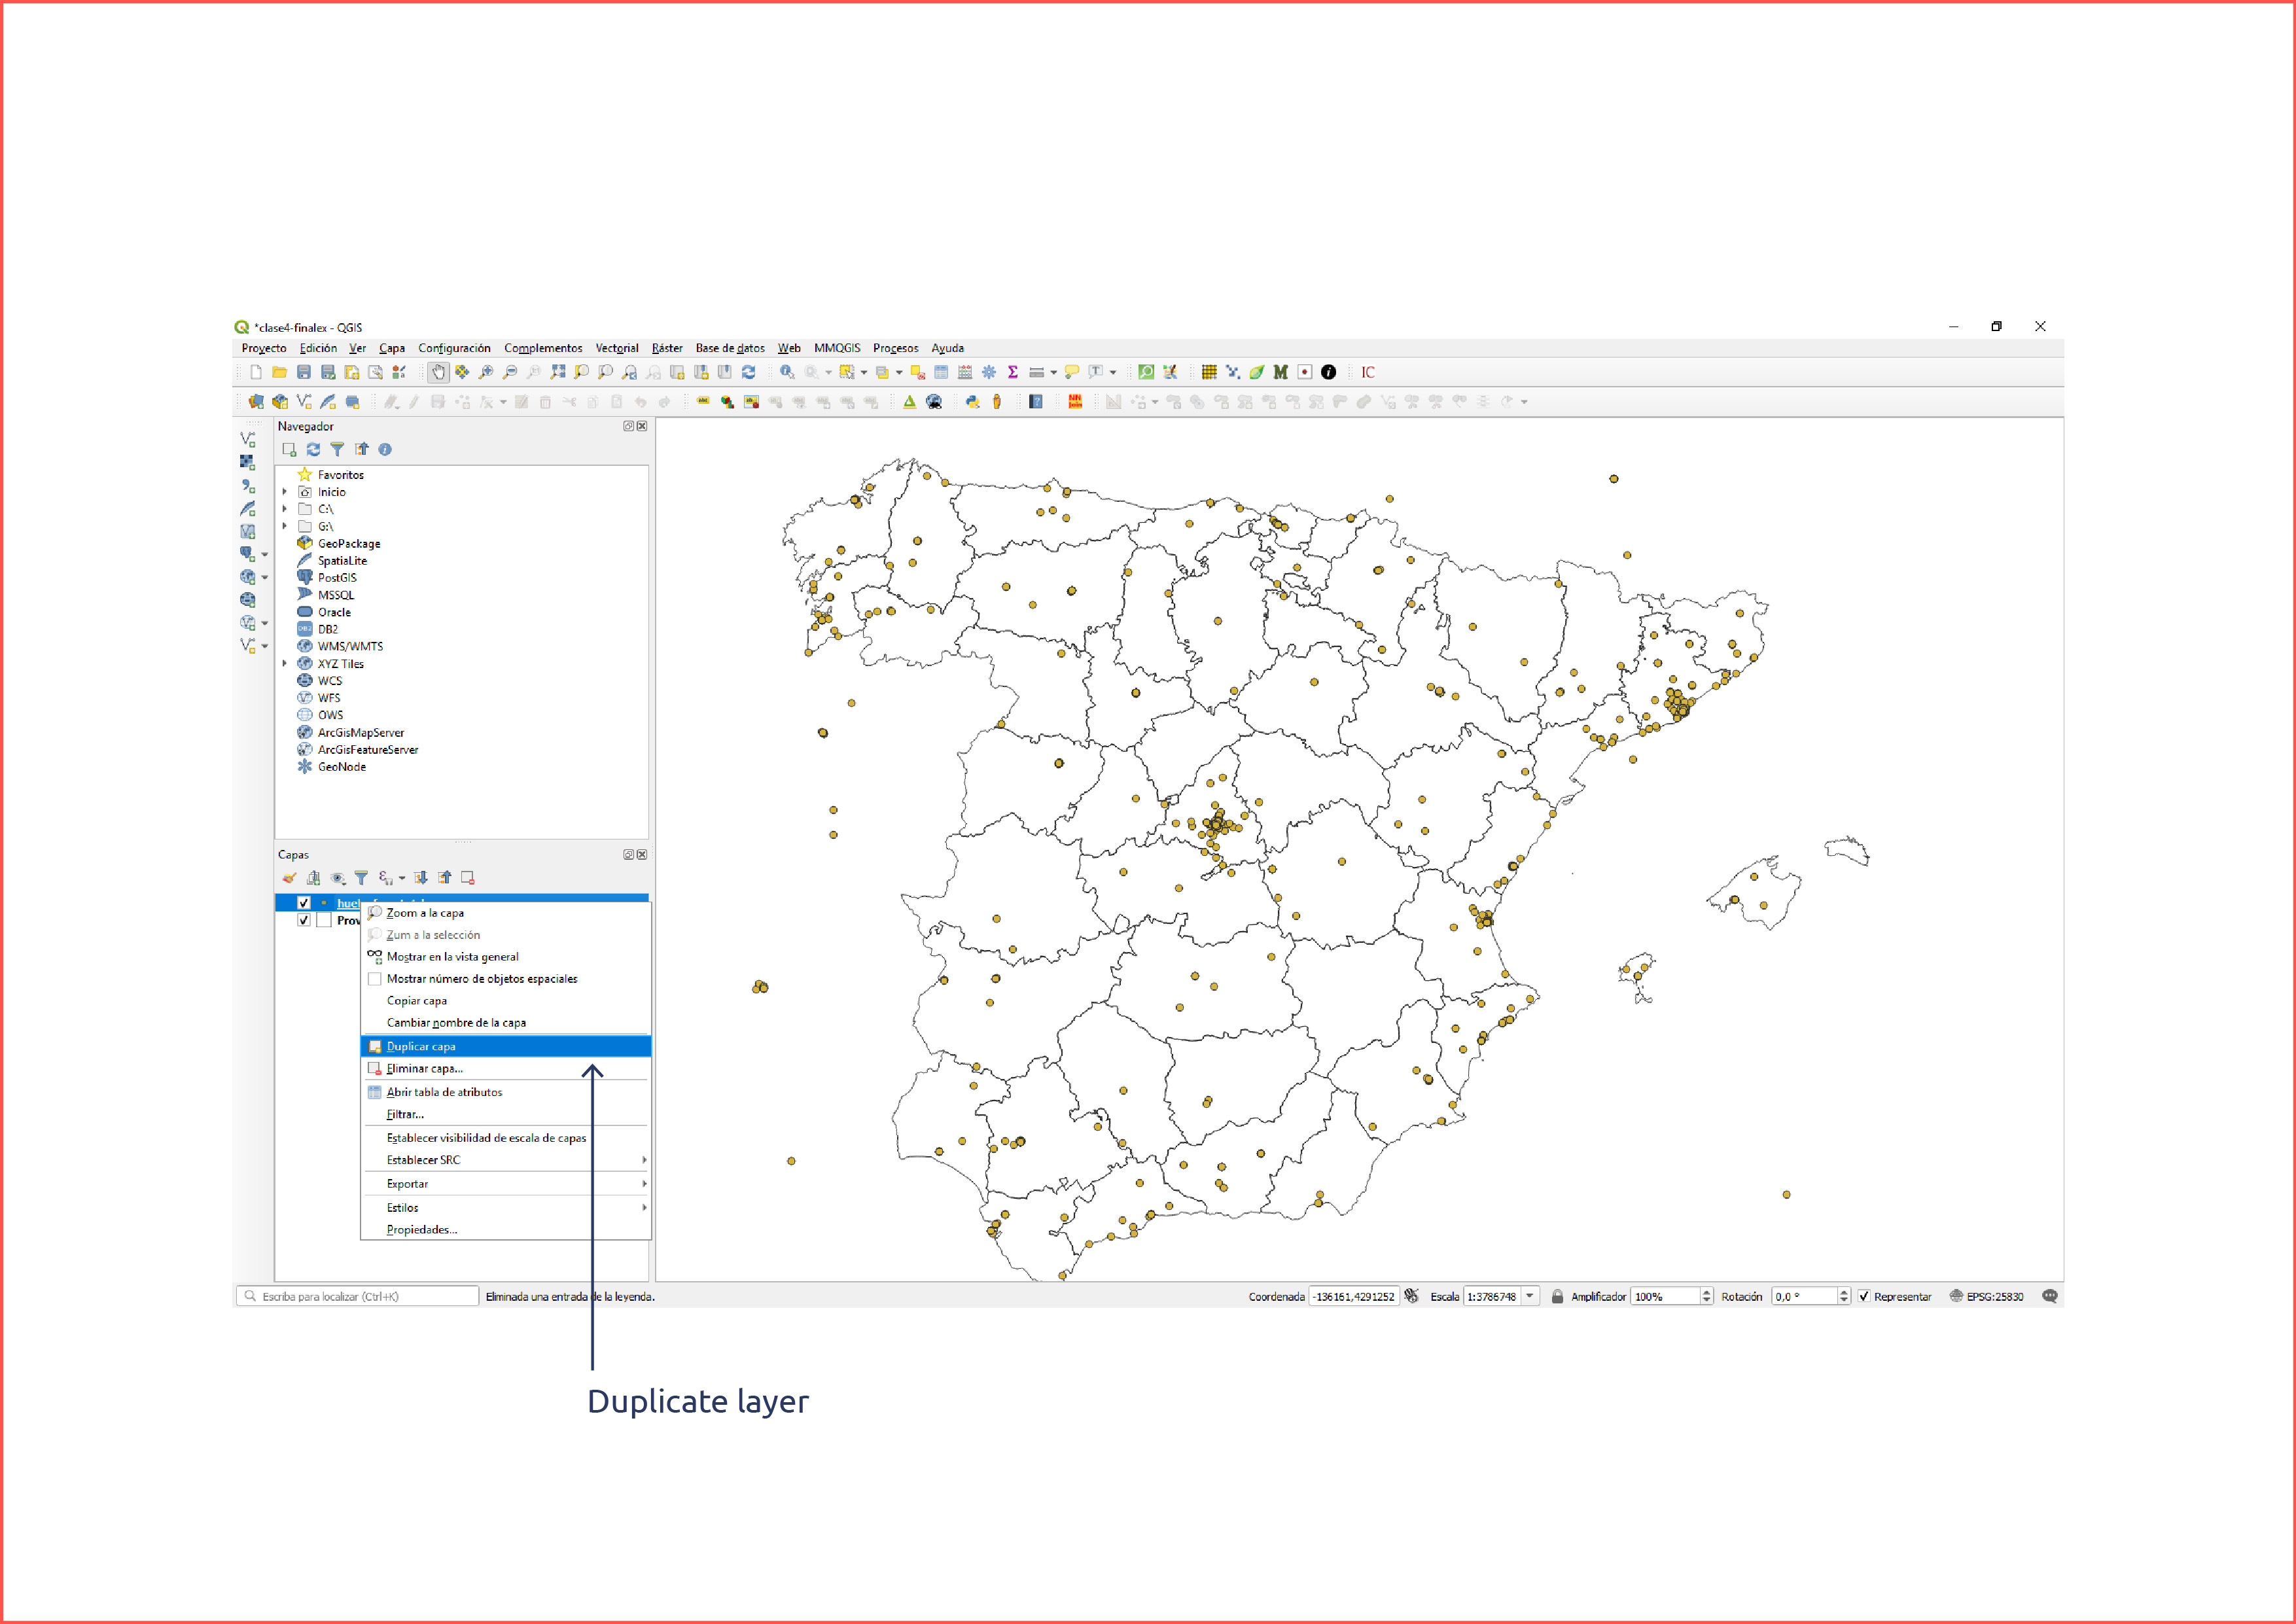 *clase4-finalex - QGIS
Proyecto Edición Ver Capa Configuración Complementos Vectorial Ráster Base de datos Web MMQGIS Procesos Ayuda
IC
Navegador
Favoritos
Inicio
C:\
G:\
GeoPackage
SpatiaLite
PostGIS
MSSQL
Oracle
DB2
WMS/WMTS
XYZ Tiles
WCS
WFS
OWS
ArcGisMapServer
ArcGisFeatureServer
GeoNode
Capas
Prov
Zoom a la capa
Zum a la selección
Mostrar en la vista general
Mostrar número de objetos espaciales
Copiar capa
Cambiar nombre de la capa
Duplicar capa
Eliminar capa...
Abrir tabla de atributos
Filtrar...
Establecer visibilidad de escala de capas
Establecer SRC
Exportar
Estilos
Propiedades...
Escriba para localizar (Ctrl+K) Eliminada una entrada de la leyenda. Coordenada -136161,4291252 Escala 1:3786748 Amplificador 100% Rotación 0,0 ° Representar EPSG:25830
Duplicate layer